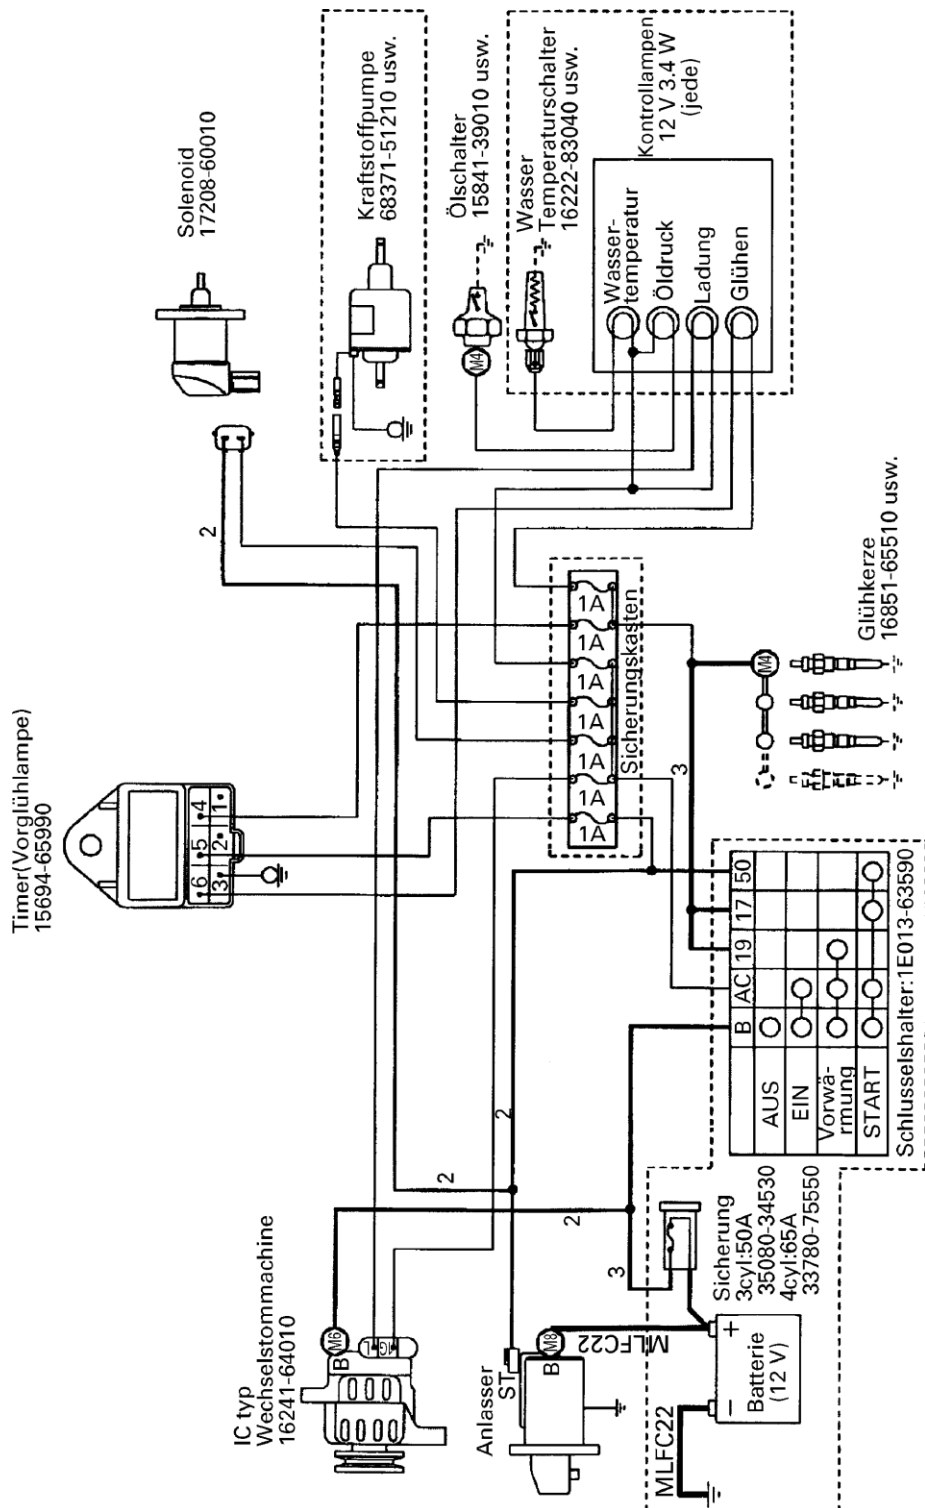 Timer(Vorglühlampe)
15694-65990
6
5
4
3
2
1
Solenoid
17208-60010
2
Kraftstoffpumpe
68371-51210 usw.
Ölschalter
15841-39010 usw.
M4
Wasser
Temperaturschalter
16222-83040 usw.
Kontrollampen
12 V 3.4 W
(jede)
Wasser-
temperatur
Öldruck
Ladung
Glühen
1A
1A
1A
1A
1A
1A
1A
Sicherungskasten
Glühkerze
16851-65510 usw.
M4
3
IC typ
Wechselstommachine
16241-64010
M6
B
IG
L
2
2
2
3
Anlasser
ST
B
M8
MLFC22
MLFC22
Batterie
(12 V)
+
−
Sicherung
3cyl:50A
35080-34530
4cyl:65A
33780-75550
B
AC
19
17
50
AUS
EIN
Vorwä-
rmung
START
Schlusselshalter:1E013-63590